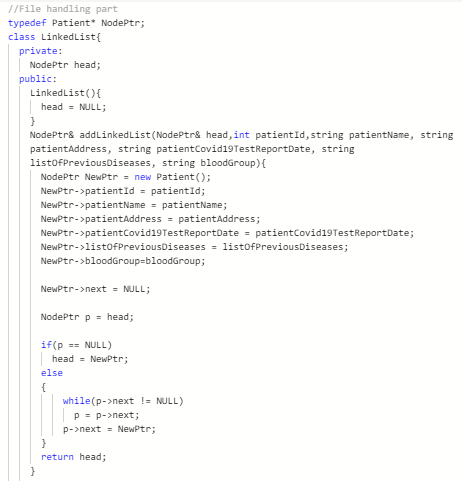 //File handling part
typedef Patient* NodePtr;
class LinkedList{
private:
NodePtr head;
public:
LinkedList(){
head = NULL;
}
NodePtr& addLinkedList(NodePtr& head,int patientId,string patientName, string
patientAddress, string patientCovid19TestReportDate, string
listOfPreviousDiseases, string bloodGroup){
NodePtr NewPtr = new Patient();
NewPtr->patientId = patientId;
NewPtr->patientName = patientName;
NewPtr->patientAddress = patientAddress;
NewPtr->patientCovid19TestReportDate = patientCovid19TestReportDate;
NewPtr->listOfPreviousDiseases = listOfPreviousDiseases;
NewPtr->bloodGroup=bloodGroup;
NewPtr->next = NULL;
NodePtr p = head;
if(p == NULL)
head = NewPtr;
else
{
while(p->next != NULL)
p = p->next;
p->next = NewPtr;
}
return head;
}